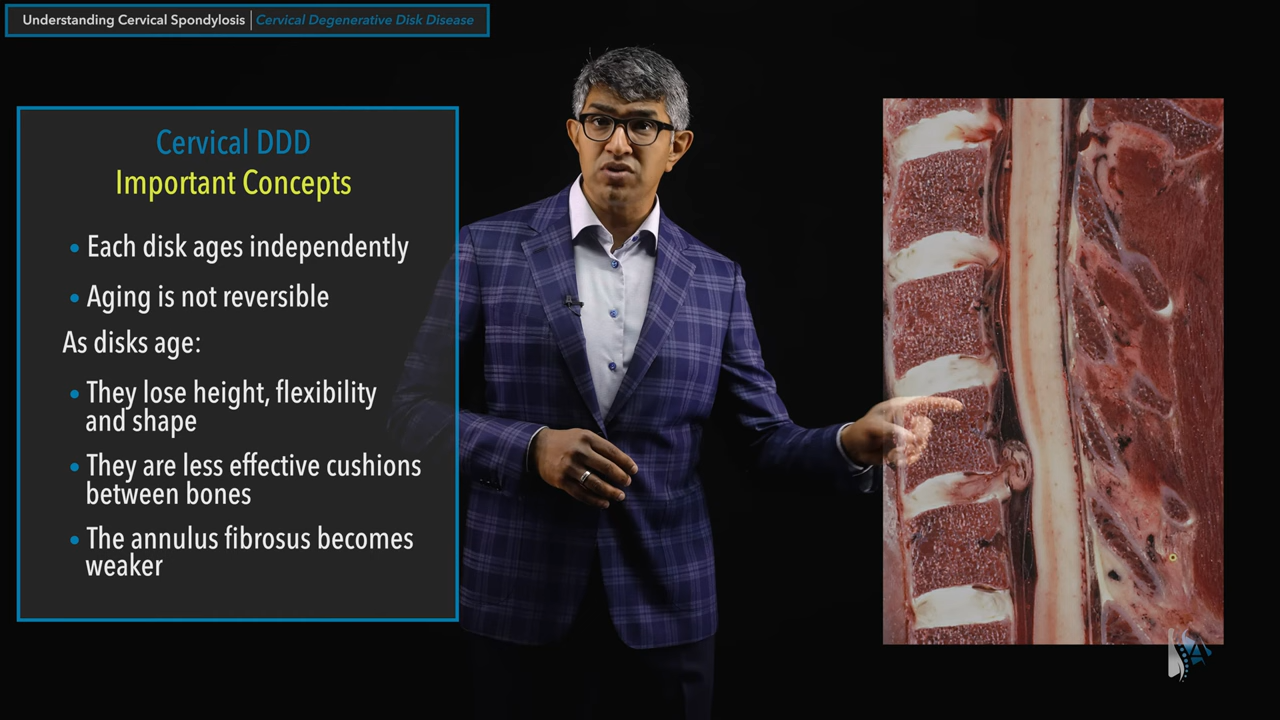 Understanding Cervical Spondylosis | Cervical Degenerative Disk Disease
Cervical DDD
Important Concepts
• Each disk ages independently
• Aging is not reversible
As disks age:
• They lose height, flexibility
and shape
• They are less effective cushions
between bones
• The annulus fibrosus becomes
weaker